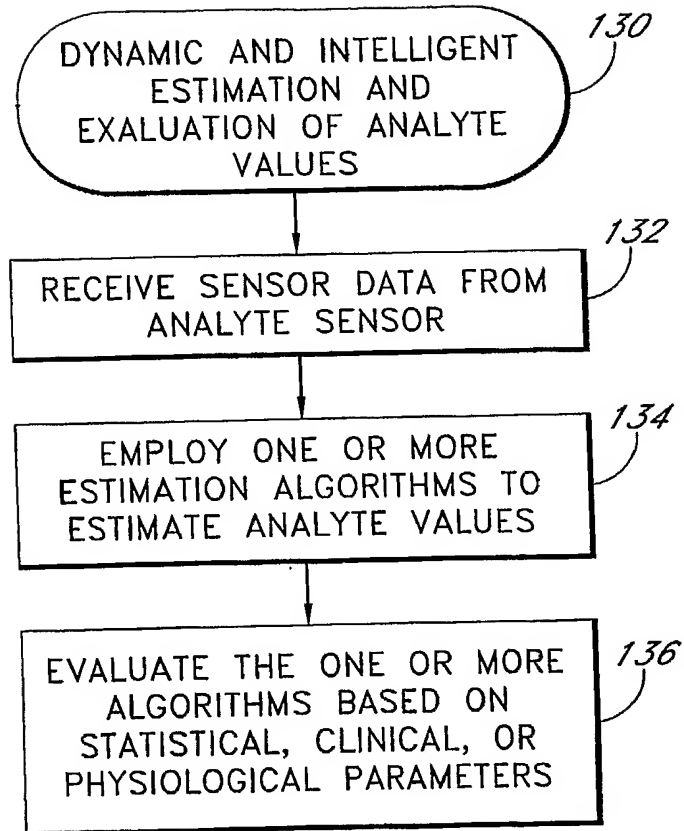 DYNAMIC AND INTELLIGENT
ESTIMATION AND
EXALUATION OF ANALYTE
VALUES
130
RECEIVE SENSOR DATA FROM
ANALYTE SENSOR
132
EMPLOY ONE OR MORE
ESTIMATION ALGORITHMS TO
ESTIMATE ANALYTE VALUES
134
EVALUATE THE ONE OR MORE
ALGORITHMS BASED ON
STATISTICAL, CLINICAL, OR
PHYSIOLOGICAL PARAMETERS
136